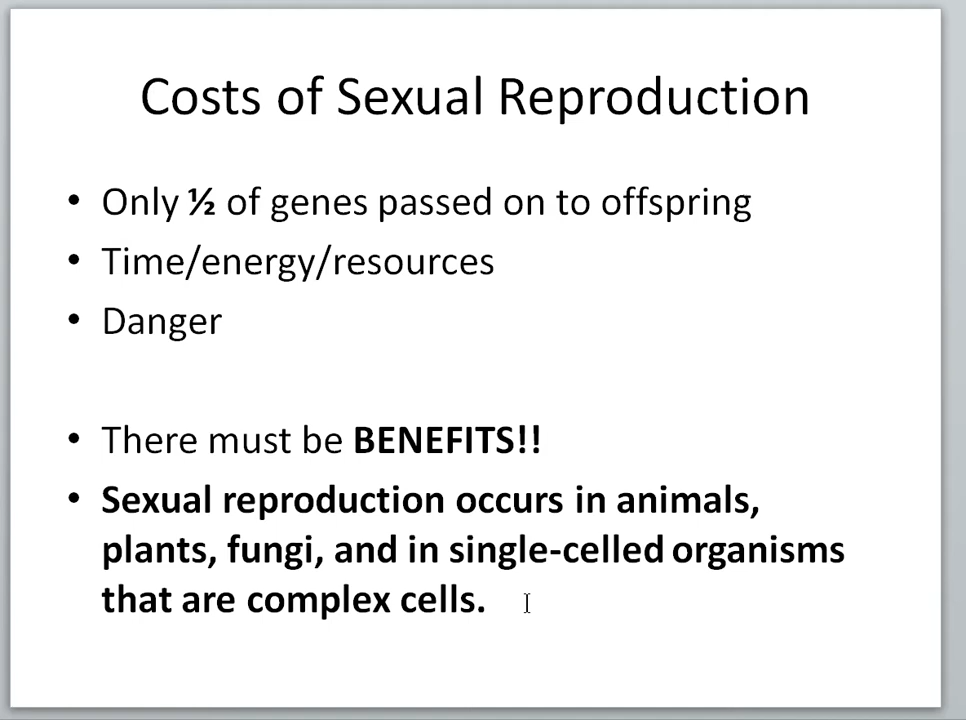 Costs of Sexual Reproduction
• Only ½ of genes passed on to offspring
• Time/energy/resources
• Danger
• There must be BENEFITS!!
• Sexual reproduction occurs in animals,
plants, fungi, and in single-celled organisms
that are complex cells.